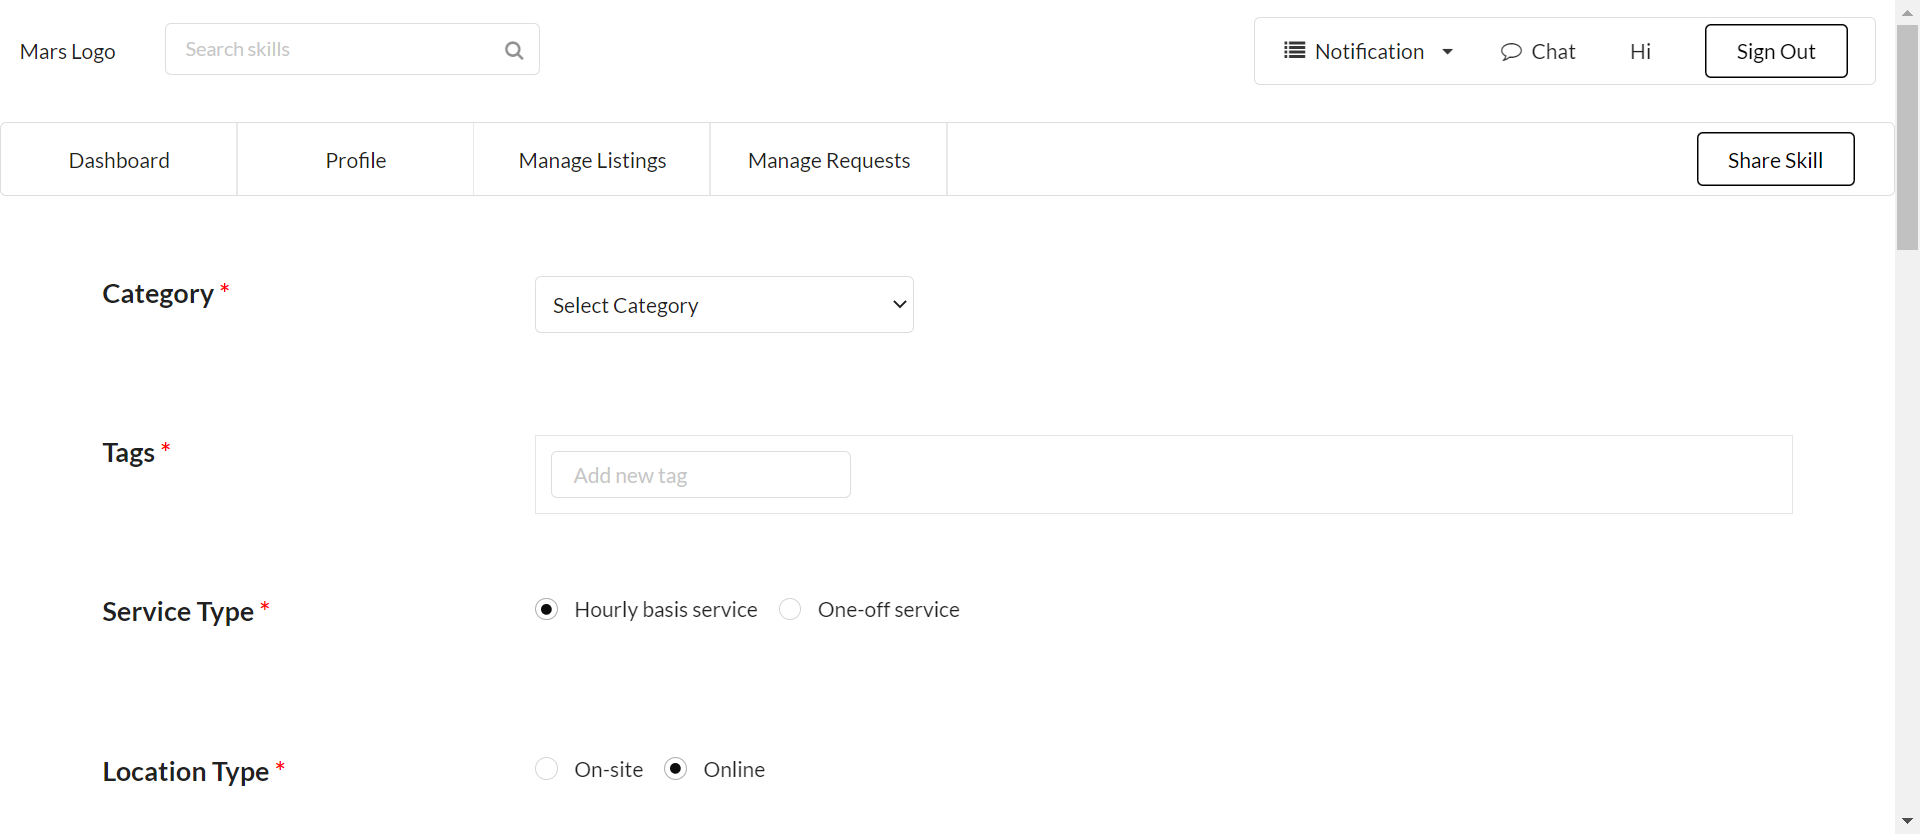 Mars Logo
Search skills
Notification
Chat
Hi
Sign Out
Dashboard
Profile
Manage Listings
Manage Requests
Share Skill
Category *
Select Category
Tags *
Add new tag
Service Type *
Hourly basis service
One-off service
Location Type *
On-site
Online